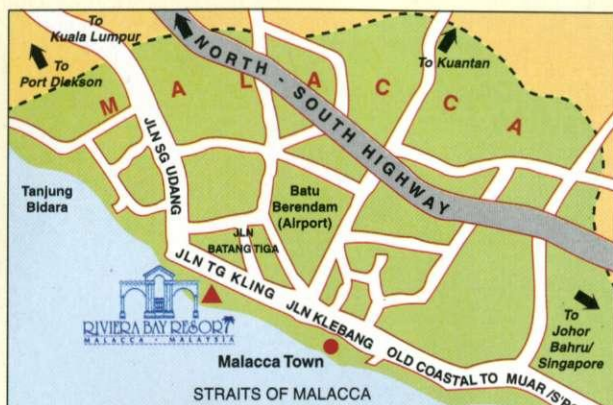 To
Kuala Lumpur
To
Port Dickson
To Kuantan
NORTH - SOUTH HIGHWAY
MALACCA
JLN SG UDANG
Tanjung
Bidara
Batu
Berendam
(Airport)
JLN
BATANG TIGA
JLN TG KLING
JLN KLEBANG
OLD COASTAL TO MUAR
RIVIERA BAY RESORT
MALACCA · MALAYSIA
To
Johor
Bahru/
Singapore
Malacca Town
STRAITS OF MALACCA